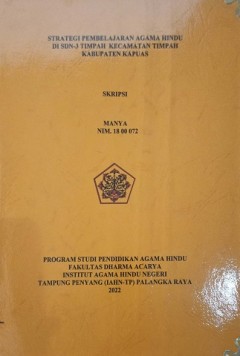 STRATEGI PEMBELAJARAN AGAMA HINDU
DI SDN-3 TIMPAH KECAMATAN TIMPAH
KABUPATEN KAPUAS
SKRIPSI
MANYA
NIM. 18 00 072
PROGRAM STUDI PENDIDIKAN AGAMA HINDU
FAKULTAS DHARMA ACARYA
INSTITUT AGAMA HINDU NEGERI
TAMPUNG PENYANG (IAHN-TP) PALANGKA RAYA
2022